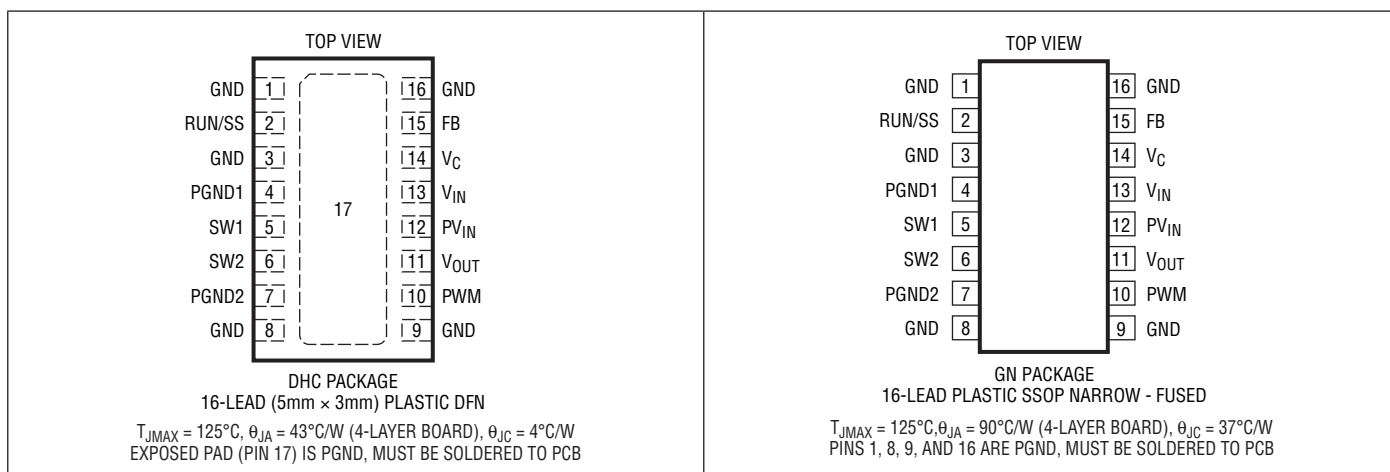 TOP VIEW
GND 1 16 GND
RUN/SS 2 15 FB
GND 3 14 VC
PGND1 4 13 VIN
17
SW1 5 12 PVIN
SW2 6 11 VOUT
PGND2 7 10 PWM
GND 8 9 GND
DHC PACKAGE
16-LEAD (5mm × 3mm) PLASTIC DFN
TJMAX = 125°C, θJA = 43°C/W (4-LAYER BOARD), θJC = 4°C/W
EXPOSED PAD (PIN 17) IS PGND, MUST BE SOLDERED TO PCB
TOP VIEW
GND 1 16 GND
RUN/SS 2 15 FB
GND 3 14 VC
PGND1 4 13 VIN
SW1 5 12 PVIN
SW2 6 11 VOUT
PGND2 7 10 PWM
GND 8 9 GND
GN PACKAGE
16-LEAD PLASTIC SSOP NARROW - FUSED
TJMAX = 125°C,θJA = 90°C/W (4-LAYER BOARD), θJC = 37°C/W
PINS 1, 8, 9, AND 16 ARE PGND, MUST BE SOLDERED TO PCB